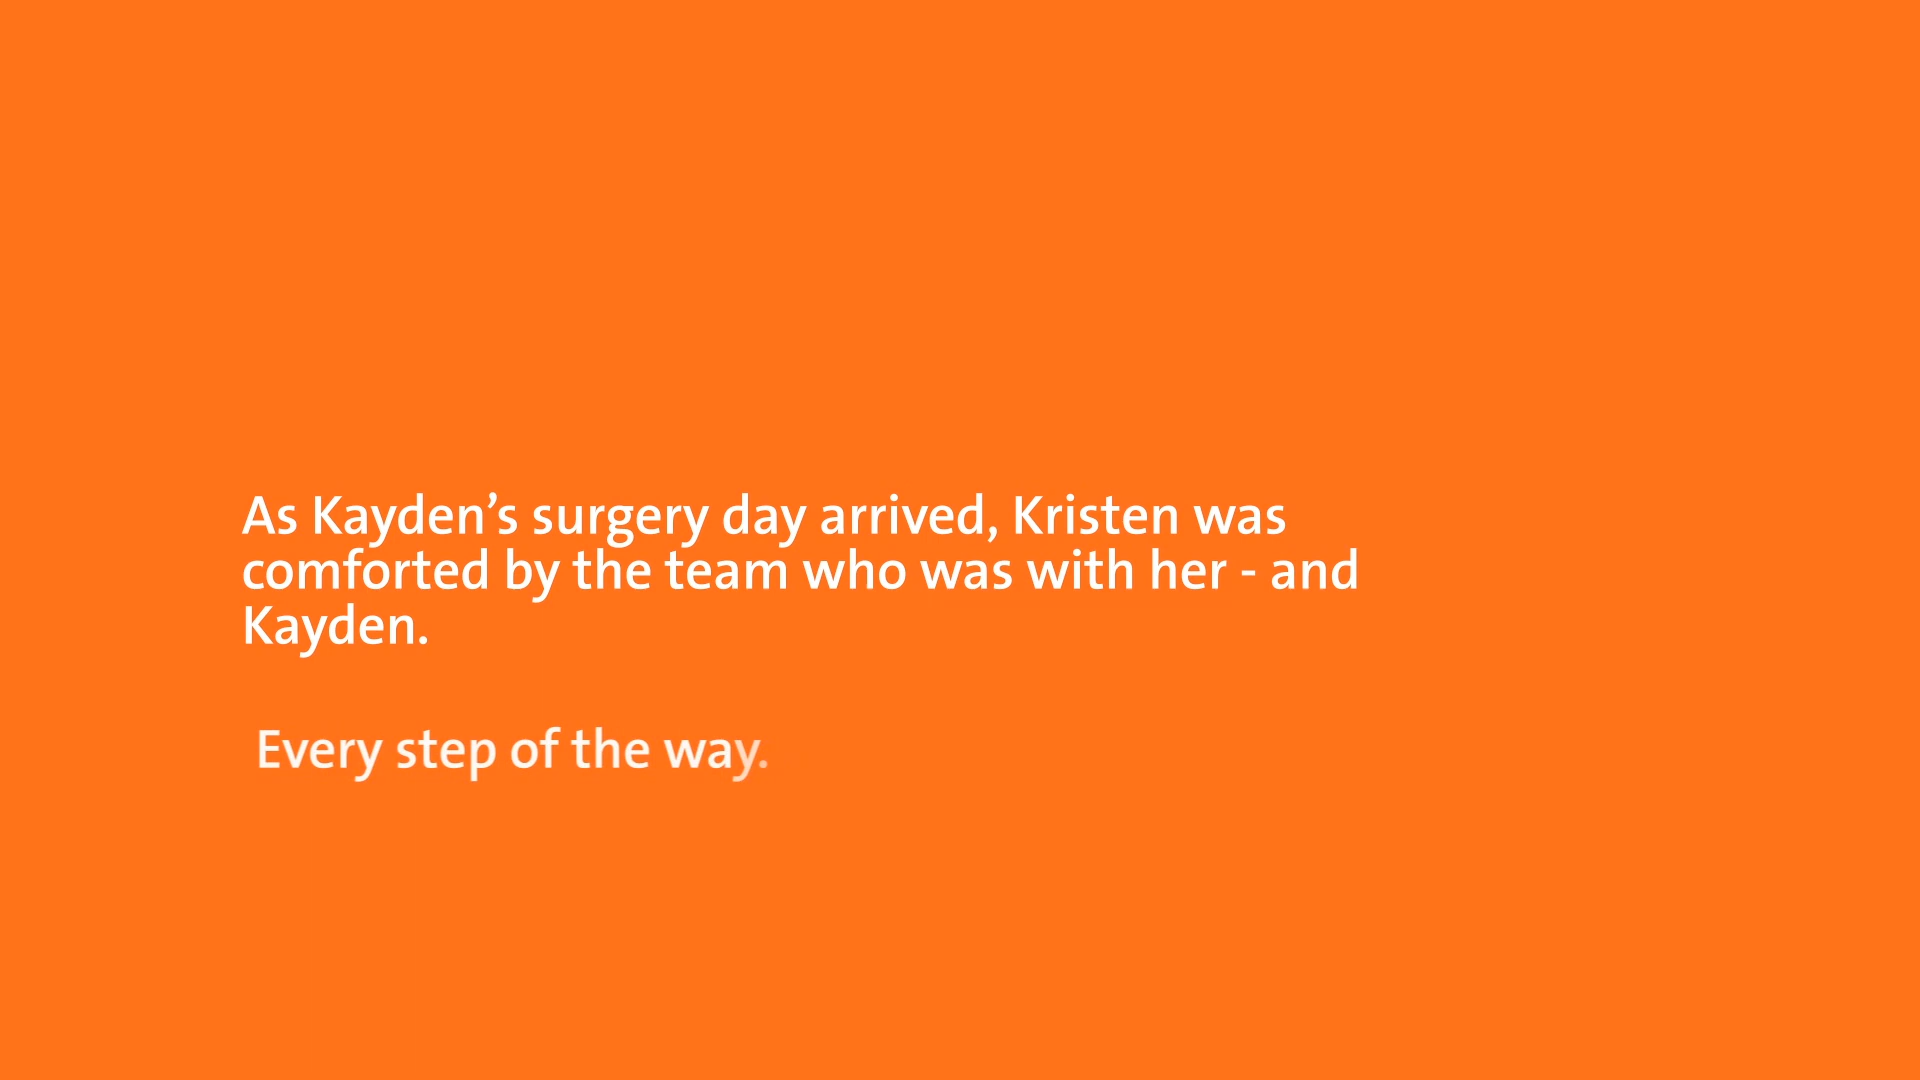 As Kayden’s surgery day arrived, Kristen was
comforted by the team who was with her - and
Kayden.
Every step of the way.